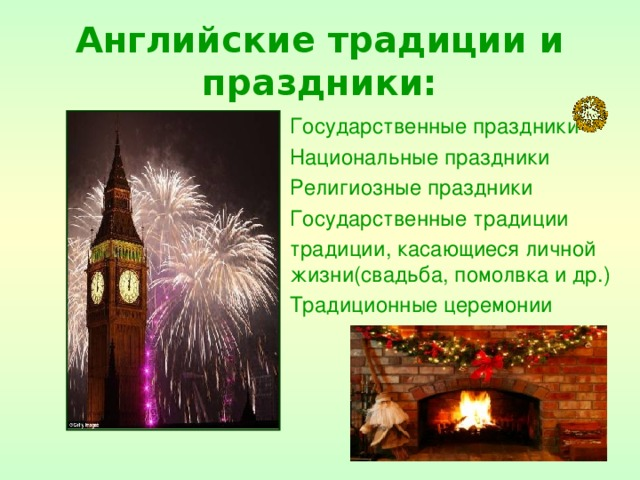 Английские традиции и
праздники:
Государственные праздники
Национальные праздники
Религиозные праздники
Государственные традиции
традиции, касающиеся личной
жизни(свадьба, помолвка и др.)
Традиционные церемонии
©Getty Images